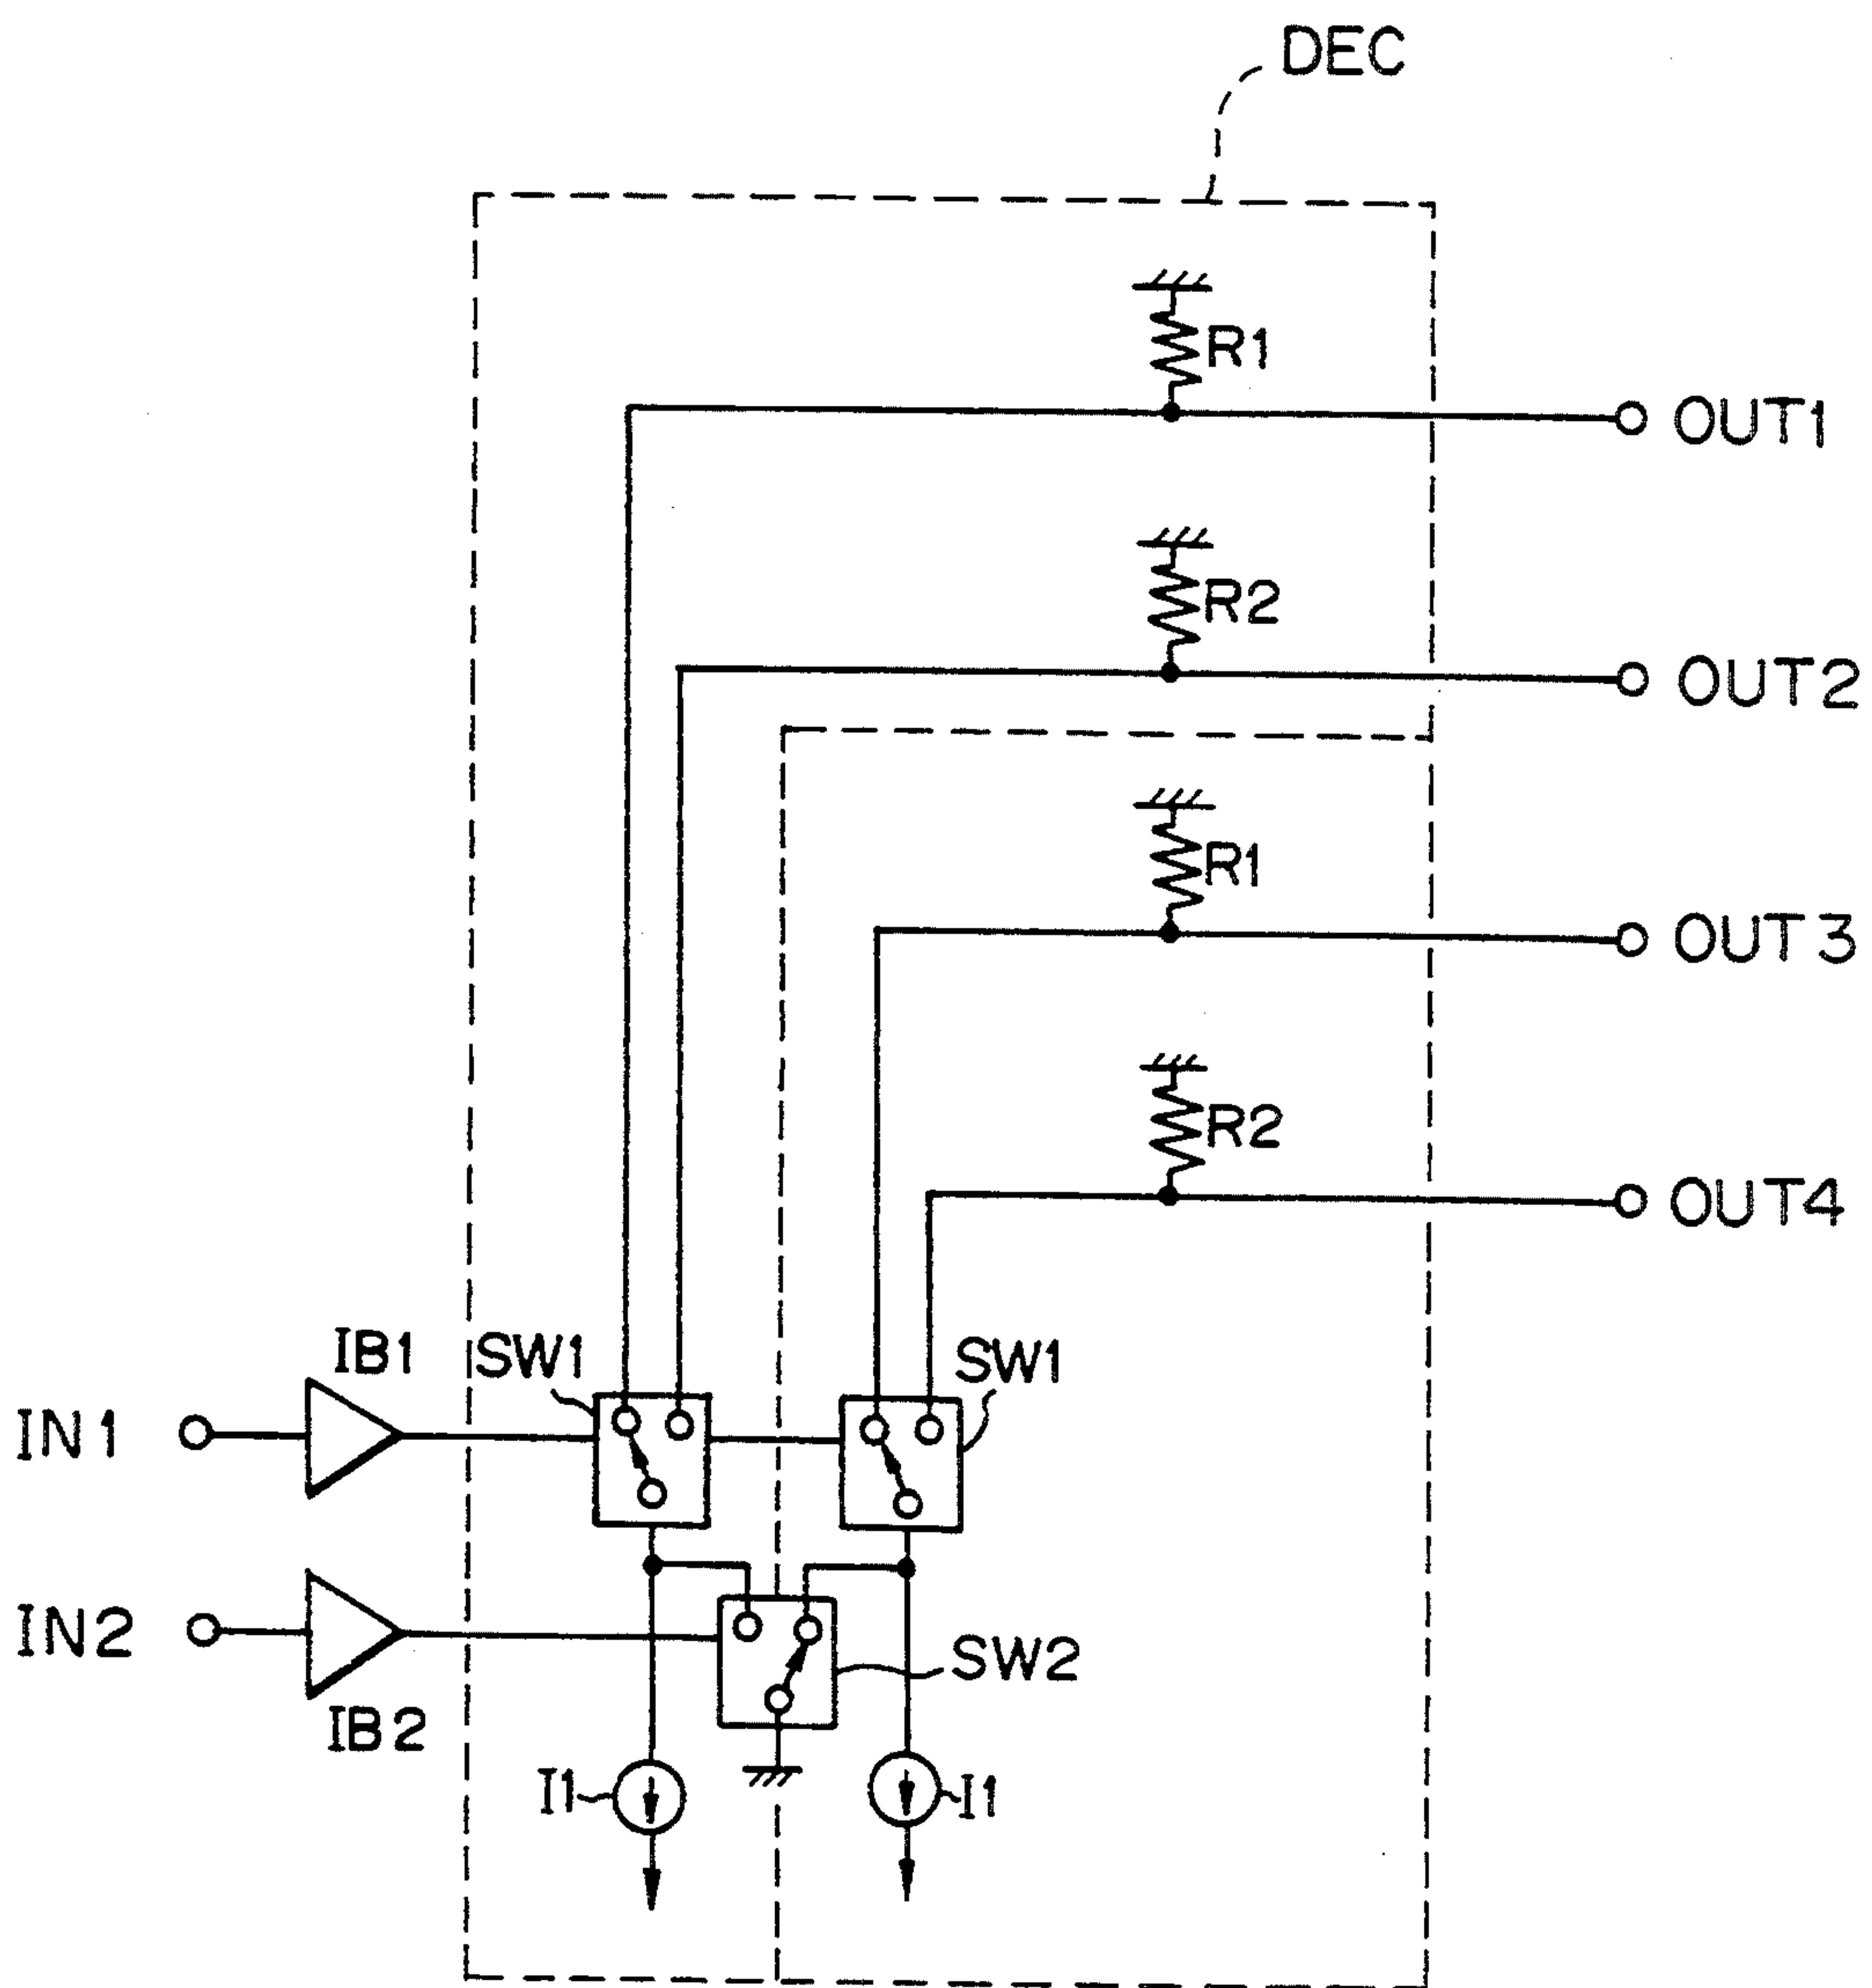 DEC
R1
OUT1
R2
OUT2
R1
OUT3
R2
OUT4
IB1
SW1
SW1
IN1
IN2
SW2
IB2
I1
I1